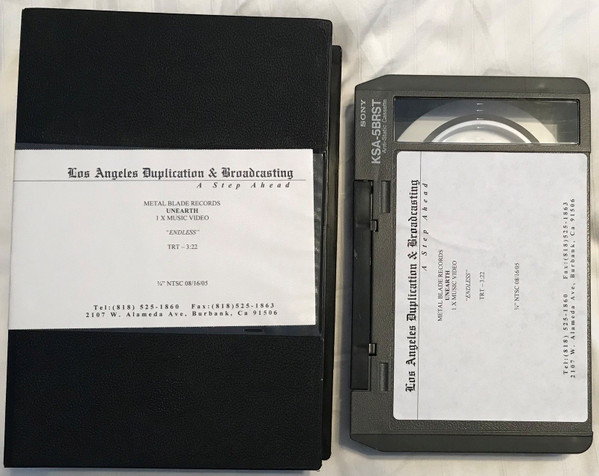 Los Angeles Duplication & Broadcasting
A Step Ahead
METAL BLADE RECORDS
UNEARTH
1 X MUSIC VIDEO
"ENDLESS"
TRT – 3:22
¾" NTSC 08/16/05
Tel:(818) 525-1860 Fax:(818)525-1863
2107 W. Alameda Ave, Burbank, Ca 91506
SONY
KSA-5BRST
Anti-Static Cassette
Los Angeles Duplication & Broadcasting
A Step Ahead
METAL BLADE RECORDS
UNEARTH
1 X MUSIC VIDEO
"ENDLESS"
TRT – 3:22
¾" NTSC 08/16/05
Tel:(818) 525-1860 Fax:(818)525-1863
2107 W. Alameda Ave, Burbank, Ca 91506